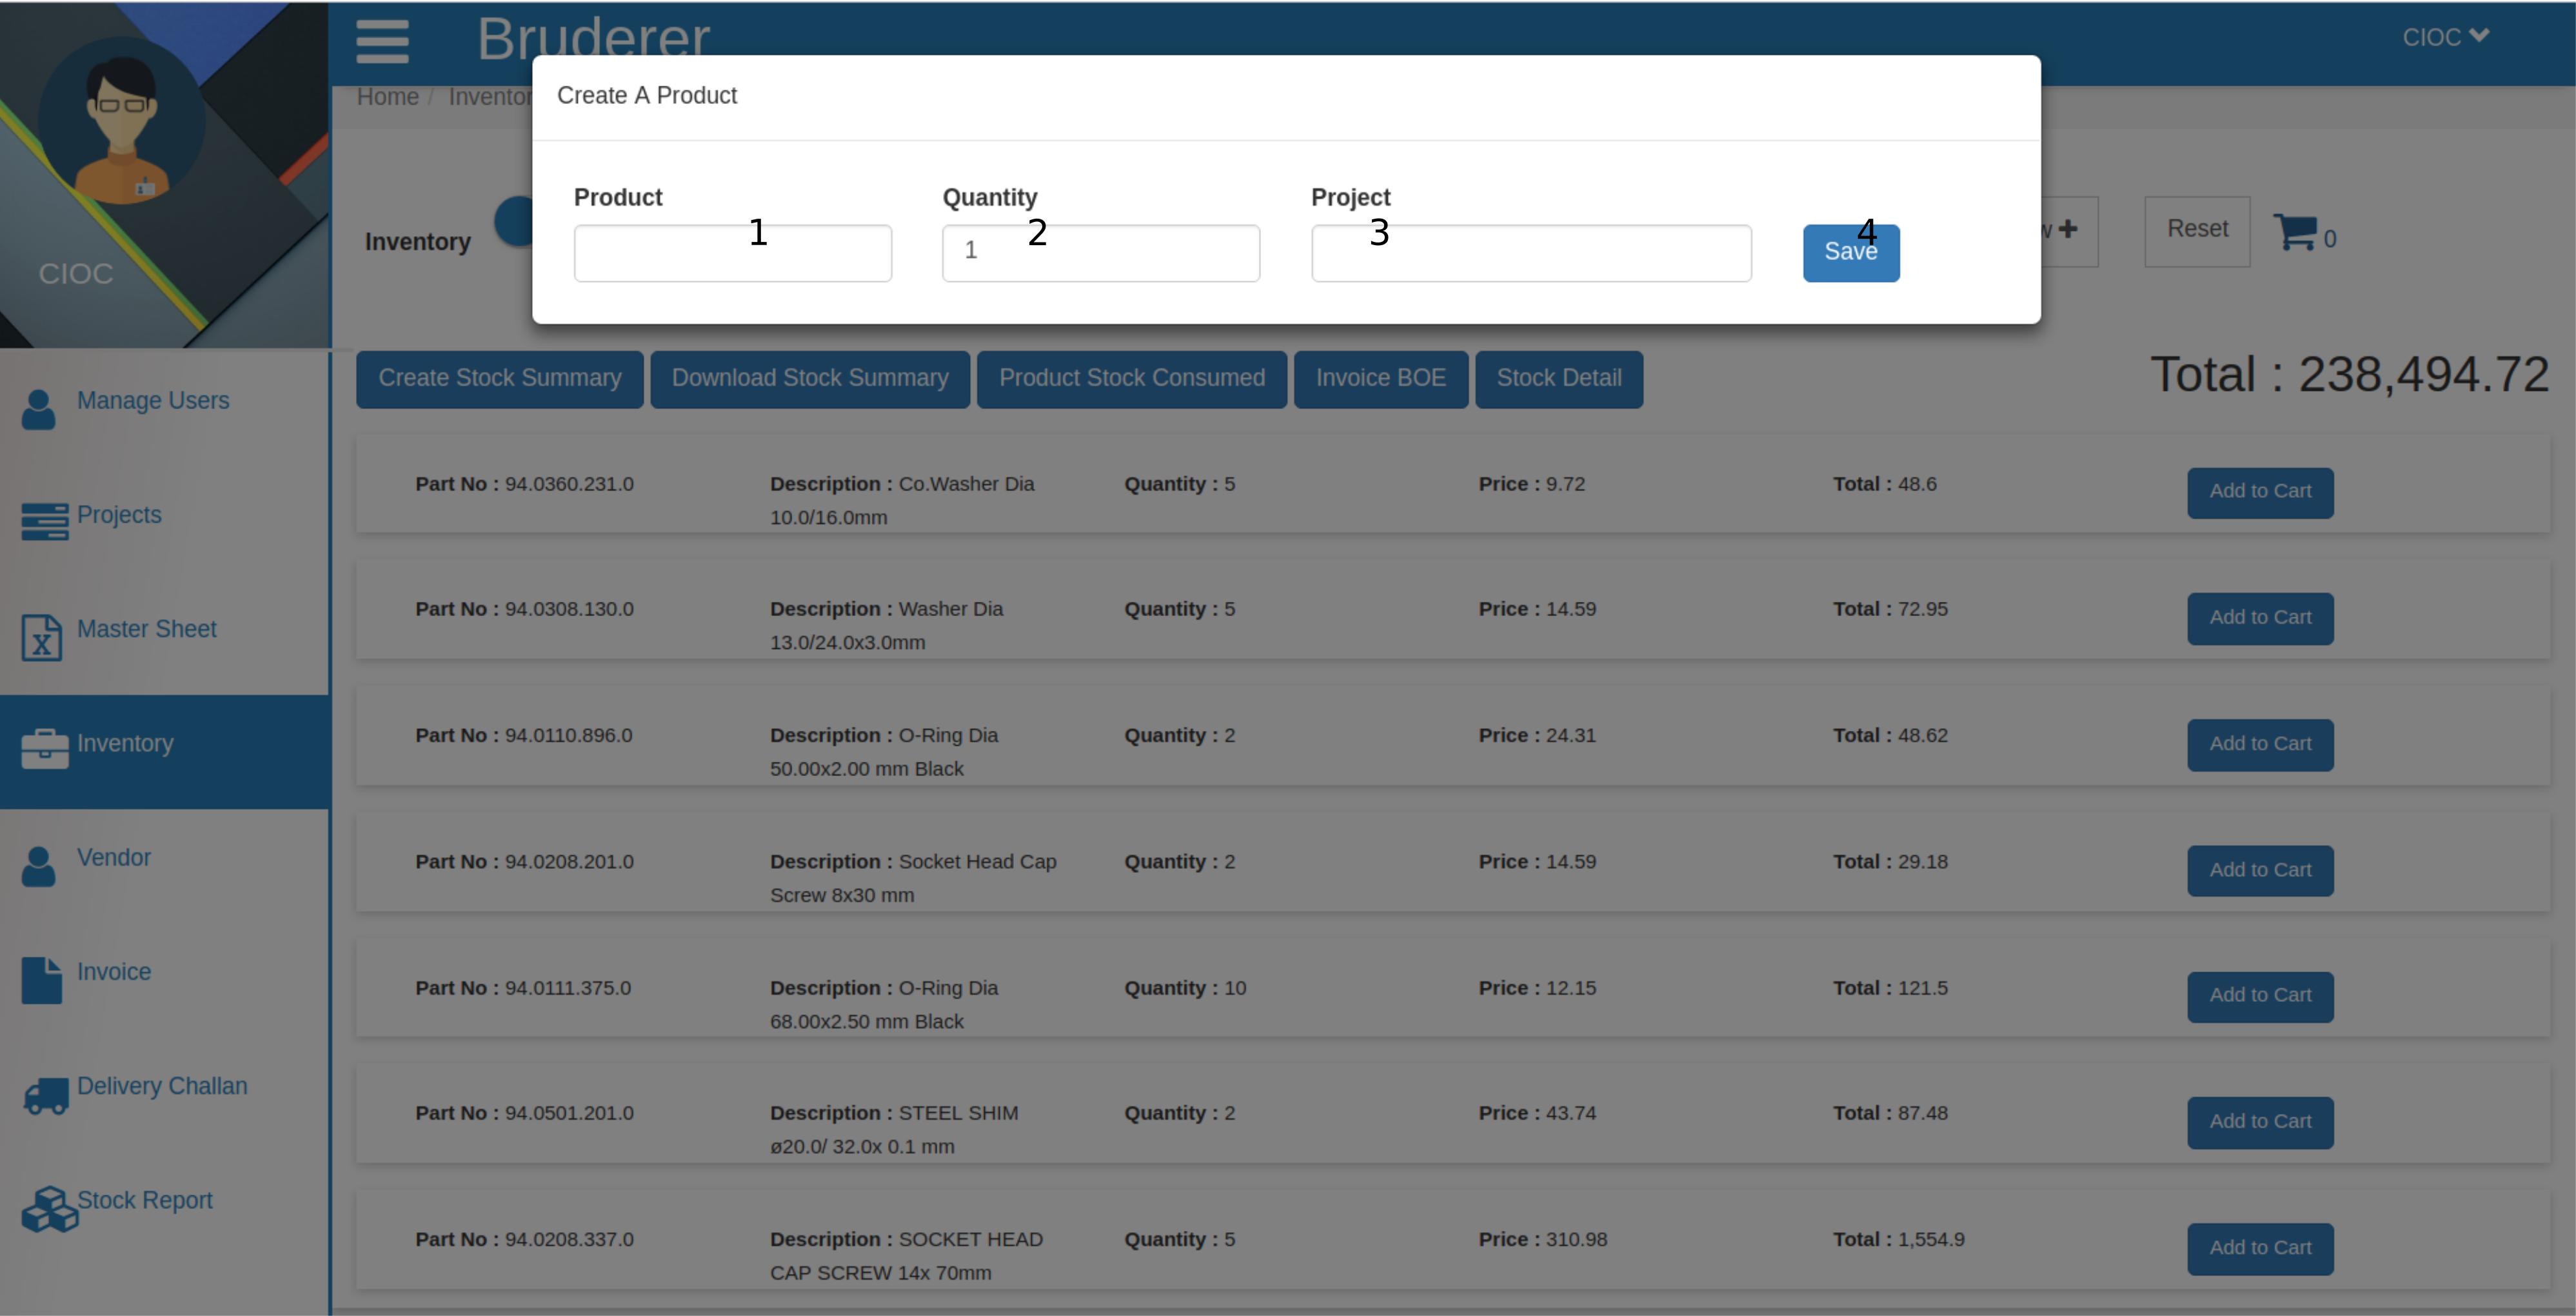 Bruderer
CIOC
Home / Inventor
Create A Product
Product
Quantity
Project
1
2
3
4
1
Save
Inventory
Reset
0
CIOC
Create Stock Summary
Download Stock Summary
Product Stock Consumed
Invoice BOE
Stock Detail
Total : 238,494.72
Manage Users
Projects
Master Sheet
Inventory
Vendor
Invoice
Delivery Challan
Stock Report
Part No : 94.0360.231.0 Description : Co.Washer Dia Quantity : 5 Price : 9.72 Total : 48.6 Add to Cart
10.0/16.0mm
Part No : 94.0308.130.0 Description : Washer Dia Quantity : 5 Price : 14.59 Total : 72.95 Add to Cart
13.0/24.0x3.0mm
Part No : 94.0110.896.0 Description : O-Ring Dia Quantity : 2 Price : 24.31 Total : 48.62 Add to Cart
50.00x2.00 mm Black
Part No : 94.0208.201.0 Description : Socket Head Cap Quantity : 2 Price : 14.59 Total : 29.18 Add to Cart
Screw 8x30 mm
Part No : 94.0111.375.0 Description : O-Ring Dia Quantity : 10 Price : 12.15 Total : 121.5 Add to Cart
68.00x2.50 mm Black
Part No : 94.0501.201.0 Description : STEEL SHIM Quantity : 2 Price : 43.74 Total : 87.48 Add to Cart
ø20.0/ 32.0x 0.1 mm
Part No : 94.0208.337.0 Description : SOCKET HEAD Quantity : 5 Price : 310.98 Total : 1,554.9 Add to Cart
CAP SCREW 14x 70mm